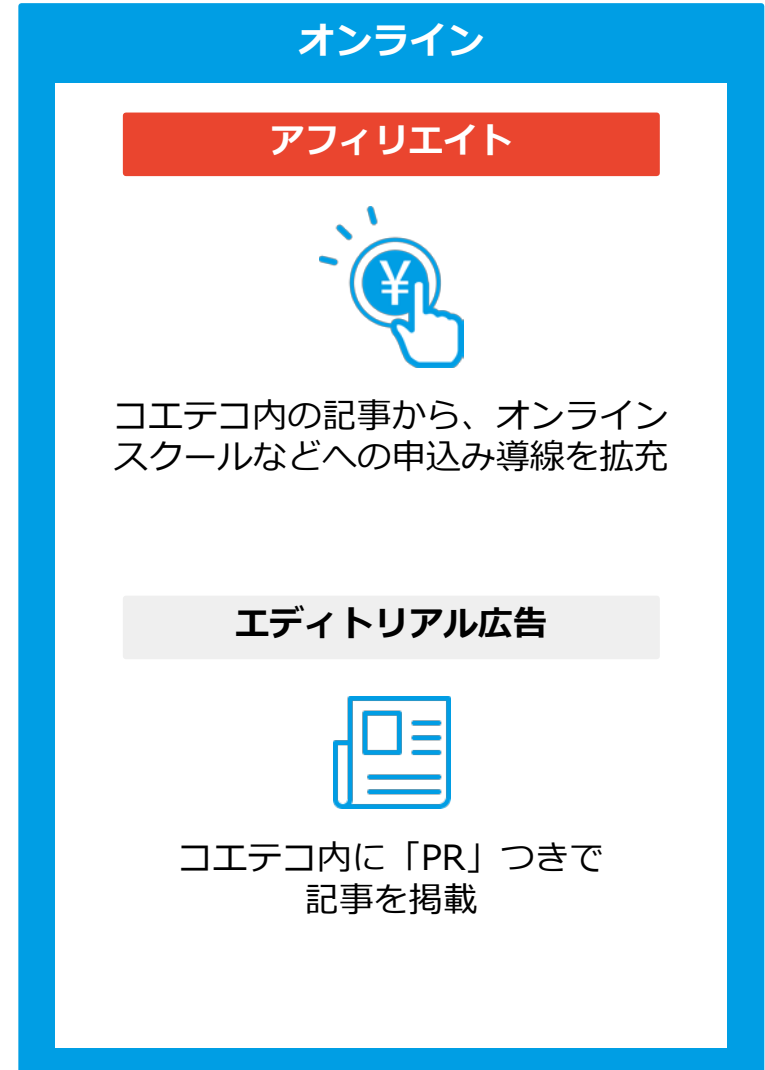 オンライン
アフィリエイト
¥
コエテコ内の記事から、オンライン
スクールなどへの申込み導線を拡充
エディトリアル広告
コエテコ内に「PR」つきで
記事を掲載